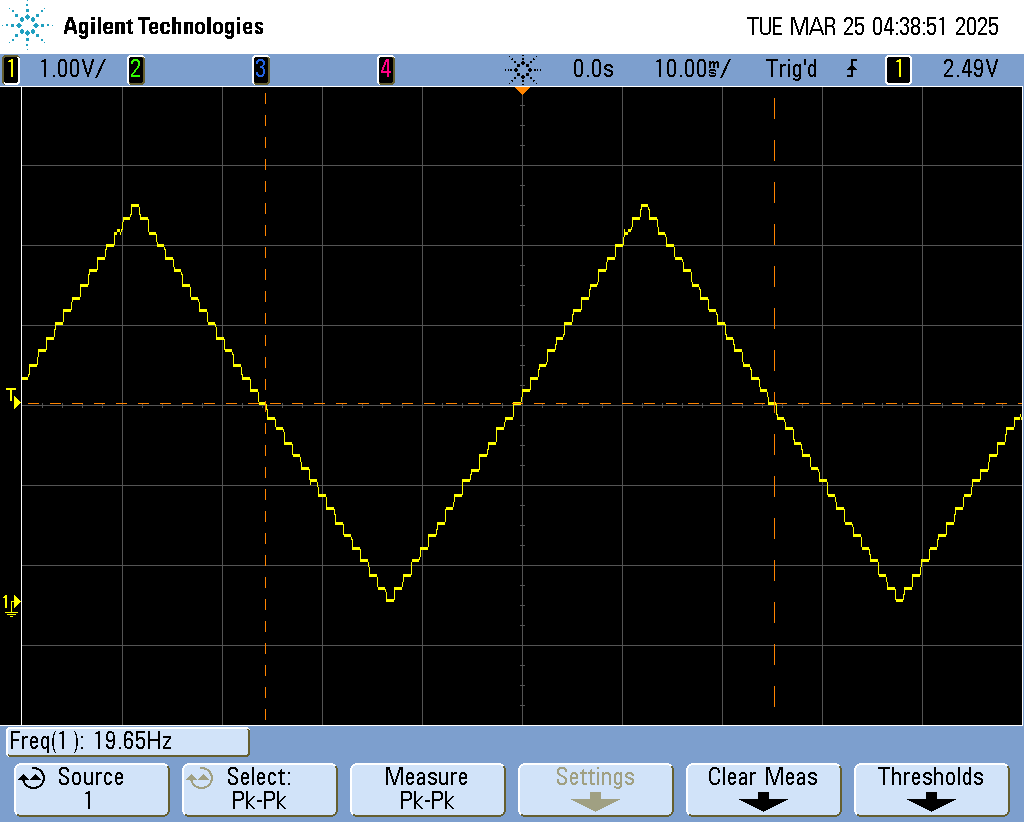 Agilent Technologies TUE MAR 25 04:38:51 2025
1 1.00V/ 2 3 4 0.0s 10.00ms/ Trig'd 1 2.49V
T
1
Freq(1): 19.65Hz
Source Select: Measure Settings Clear Meas Thresholds
1 Pk-Pk Pk-Pk